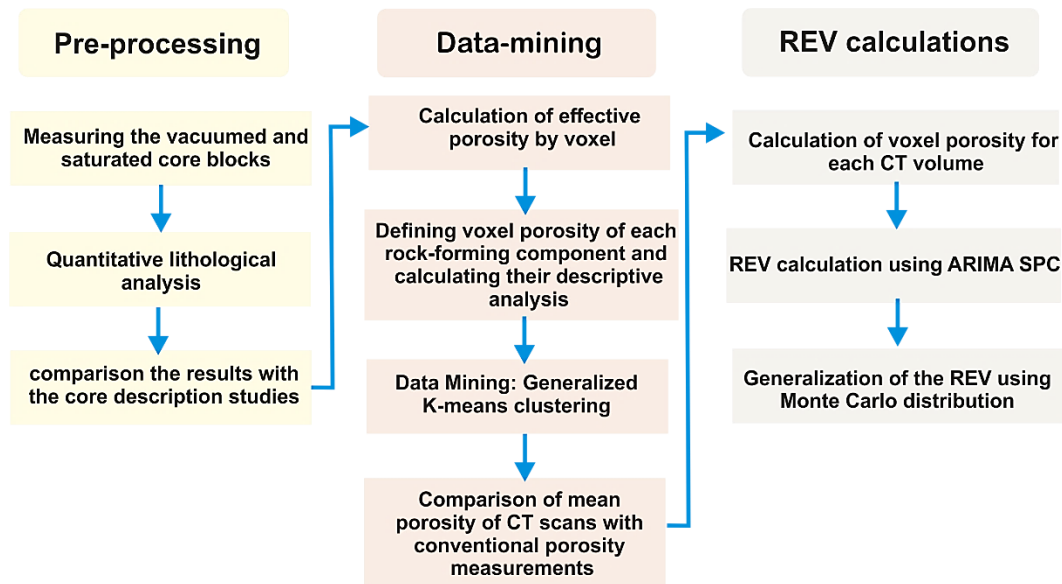 Pre-processing
Measuring the vacuumed and
saturated core blocks
Quantitative lithological
analysis
comparison the results with
the core description studies
Data-mining
Calculation of effective
porosity by voxel
Defining voxel porosity of each
rock-forming component and
calculating their descriptive
analysis
Data Mining: Generalized
K-means clustering
Comparison of mean
porosity of CT scans with
conventional porosity
measurements
REV calculations
Calculation of voxel porosity for
each CT volume
REV calculation using ARIMA SPC
Generalization of the REV using
Monte Carlo distribution